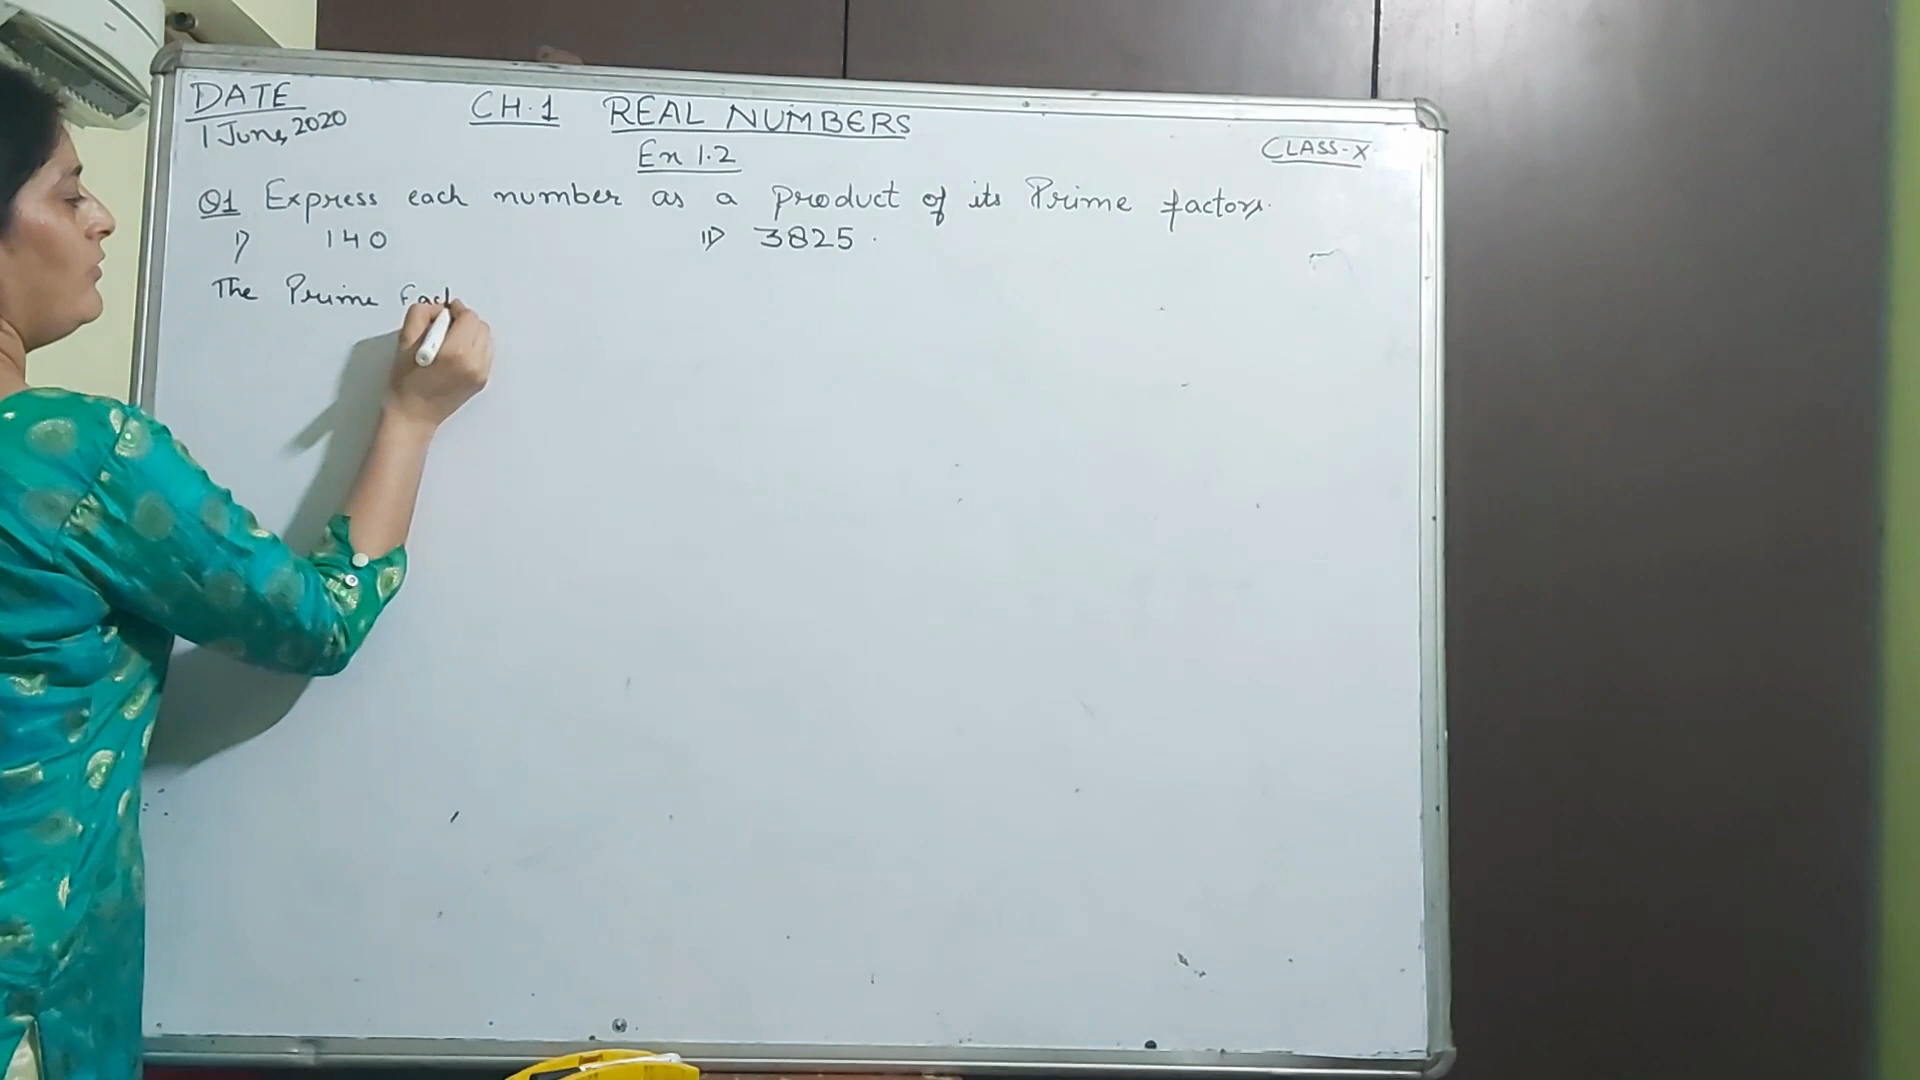 DATE
1 June, 2020
CH.1 REAL NUMBERS
Ex 1.2
CLASS-X
Q1 Express each number as a product of its Prime factors.
i) 140 ii) 3825.
The Prime Fact